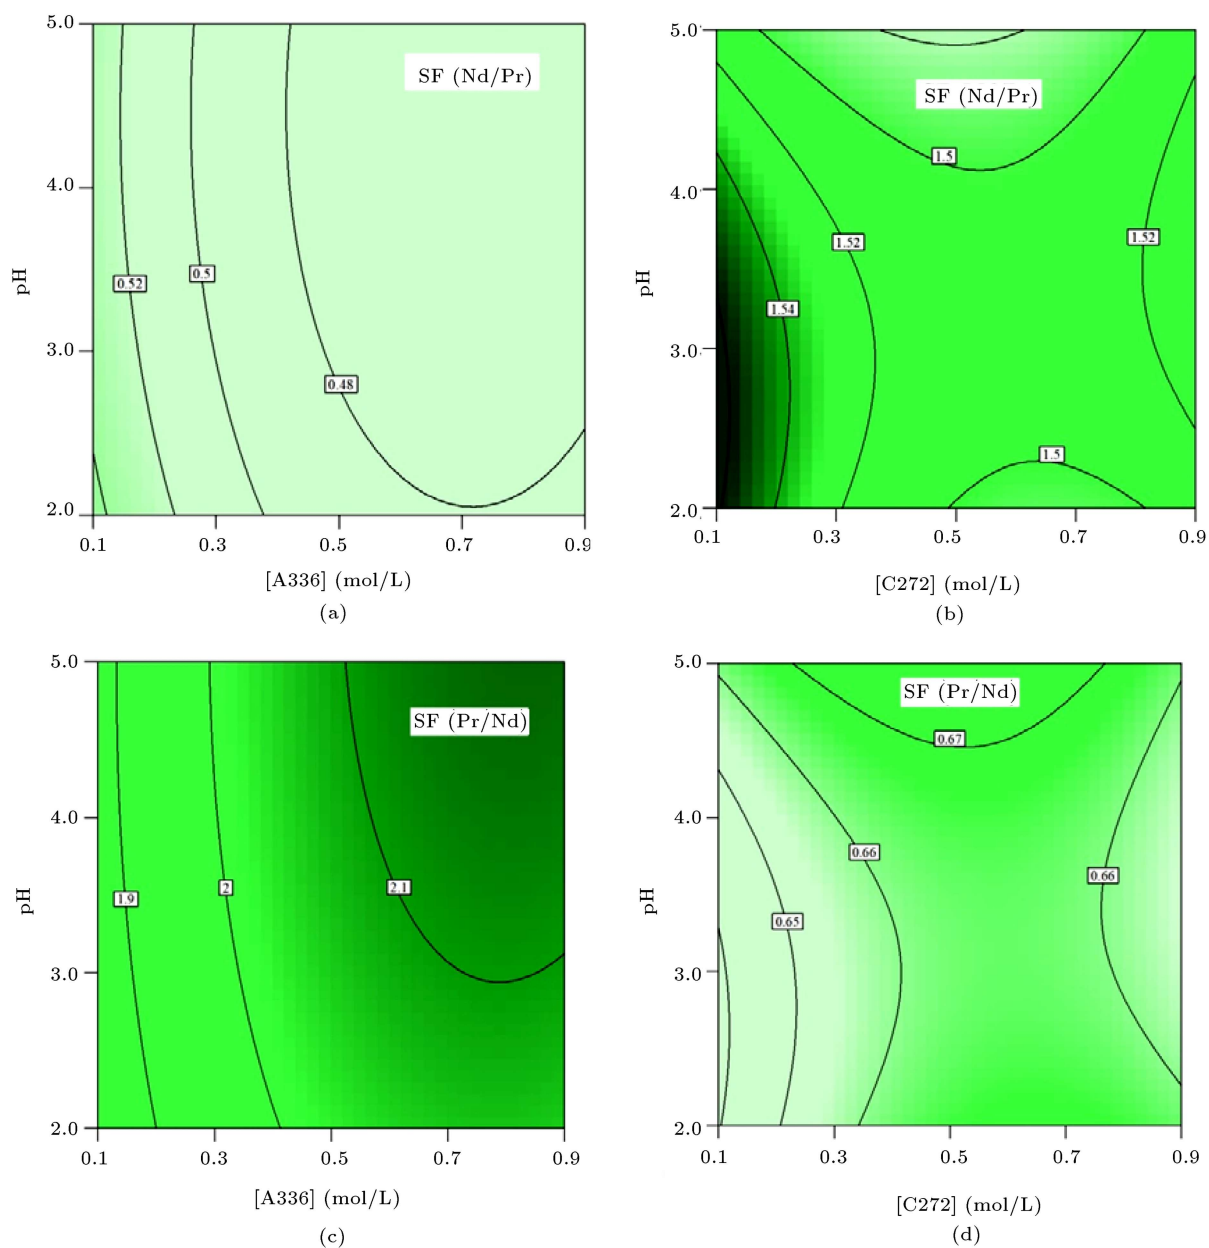 5.0
4.0
3.0
2.0
pH
SF (Nd/Pr)
0.52
0.5
0.48
0.1 0.3 0.5 0.7 0.9
[A336] (mol/L)
(a)
5.0
4.0
3.0
2.0
pH
SF (Nd/Pr)
1.5
1.52
1.52
1.54
1.5
0.1 0.3 0.5 0.7 0.9
[C272] (mol/L)
(b)
5.0
4.0
3.0
2.0
pH
SF (Pr/Nd)
1.9
2
2.1
0.1 0.3 0.5 0.7 0.9
[A336] (mol/L)
(c)
5.0
4.0
3.0
2.0
pH
SF (Pr/Nd)
0.67
0.66
0.66
0.65
0.1 0.3 0.5 0.7 0.9
[C272] (mol/L)
(d)